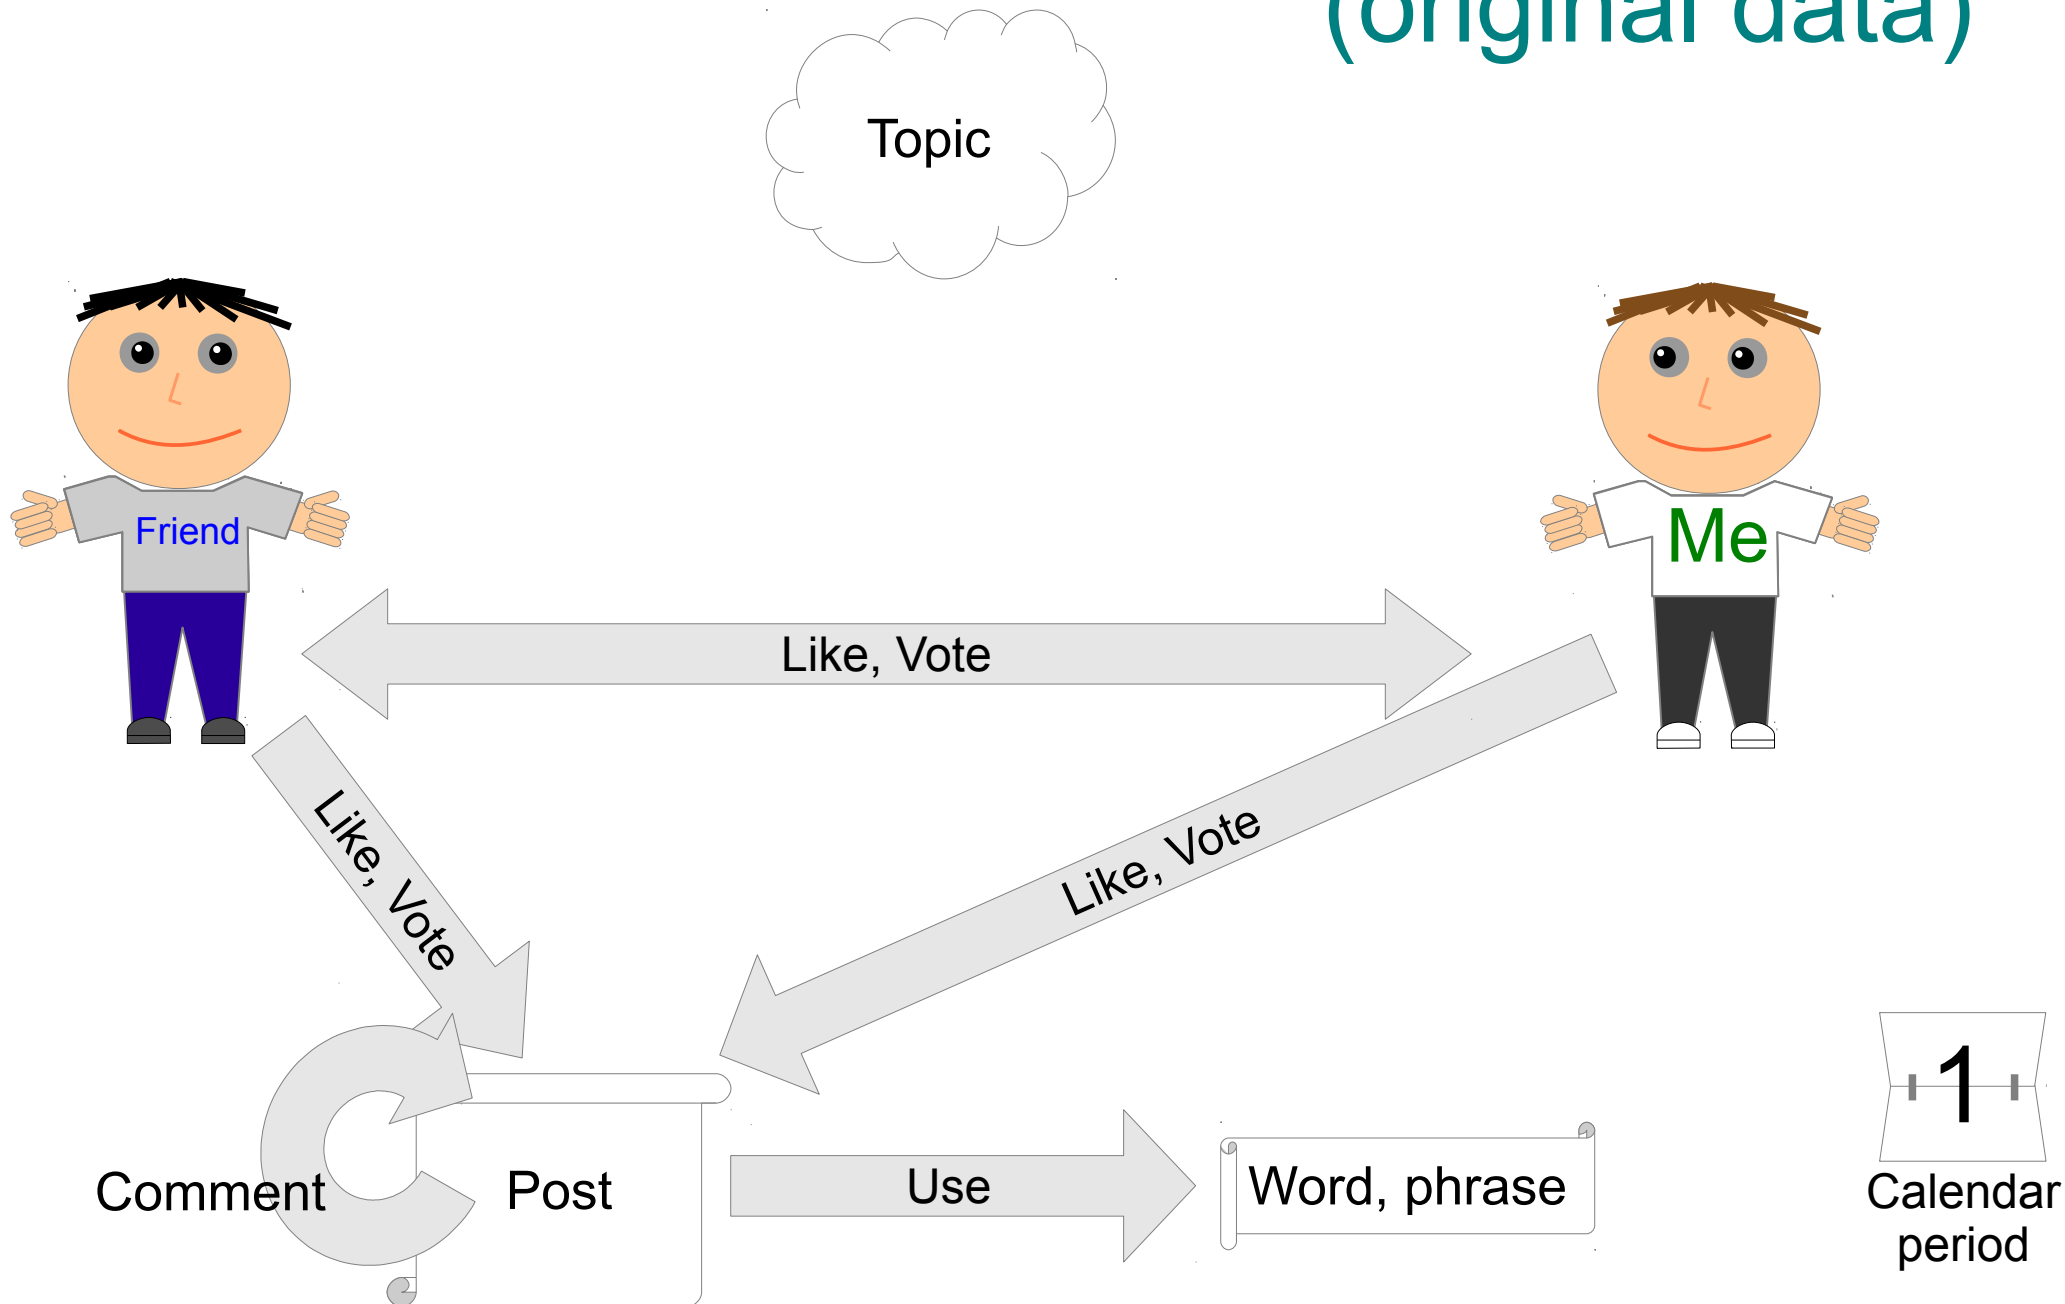 (original data)
Topic
Friend
Me
Like, Vote
Like, Vote
Like, Vote
1
Comment
Post
Use
Word, phrase
Calendar
period